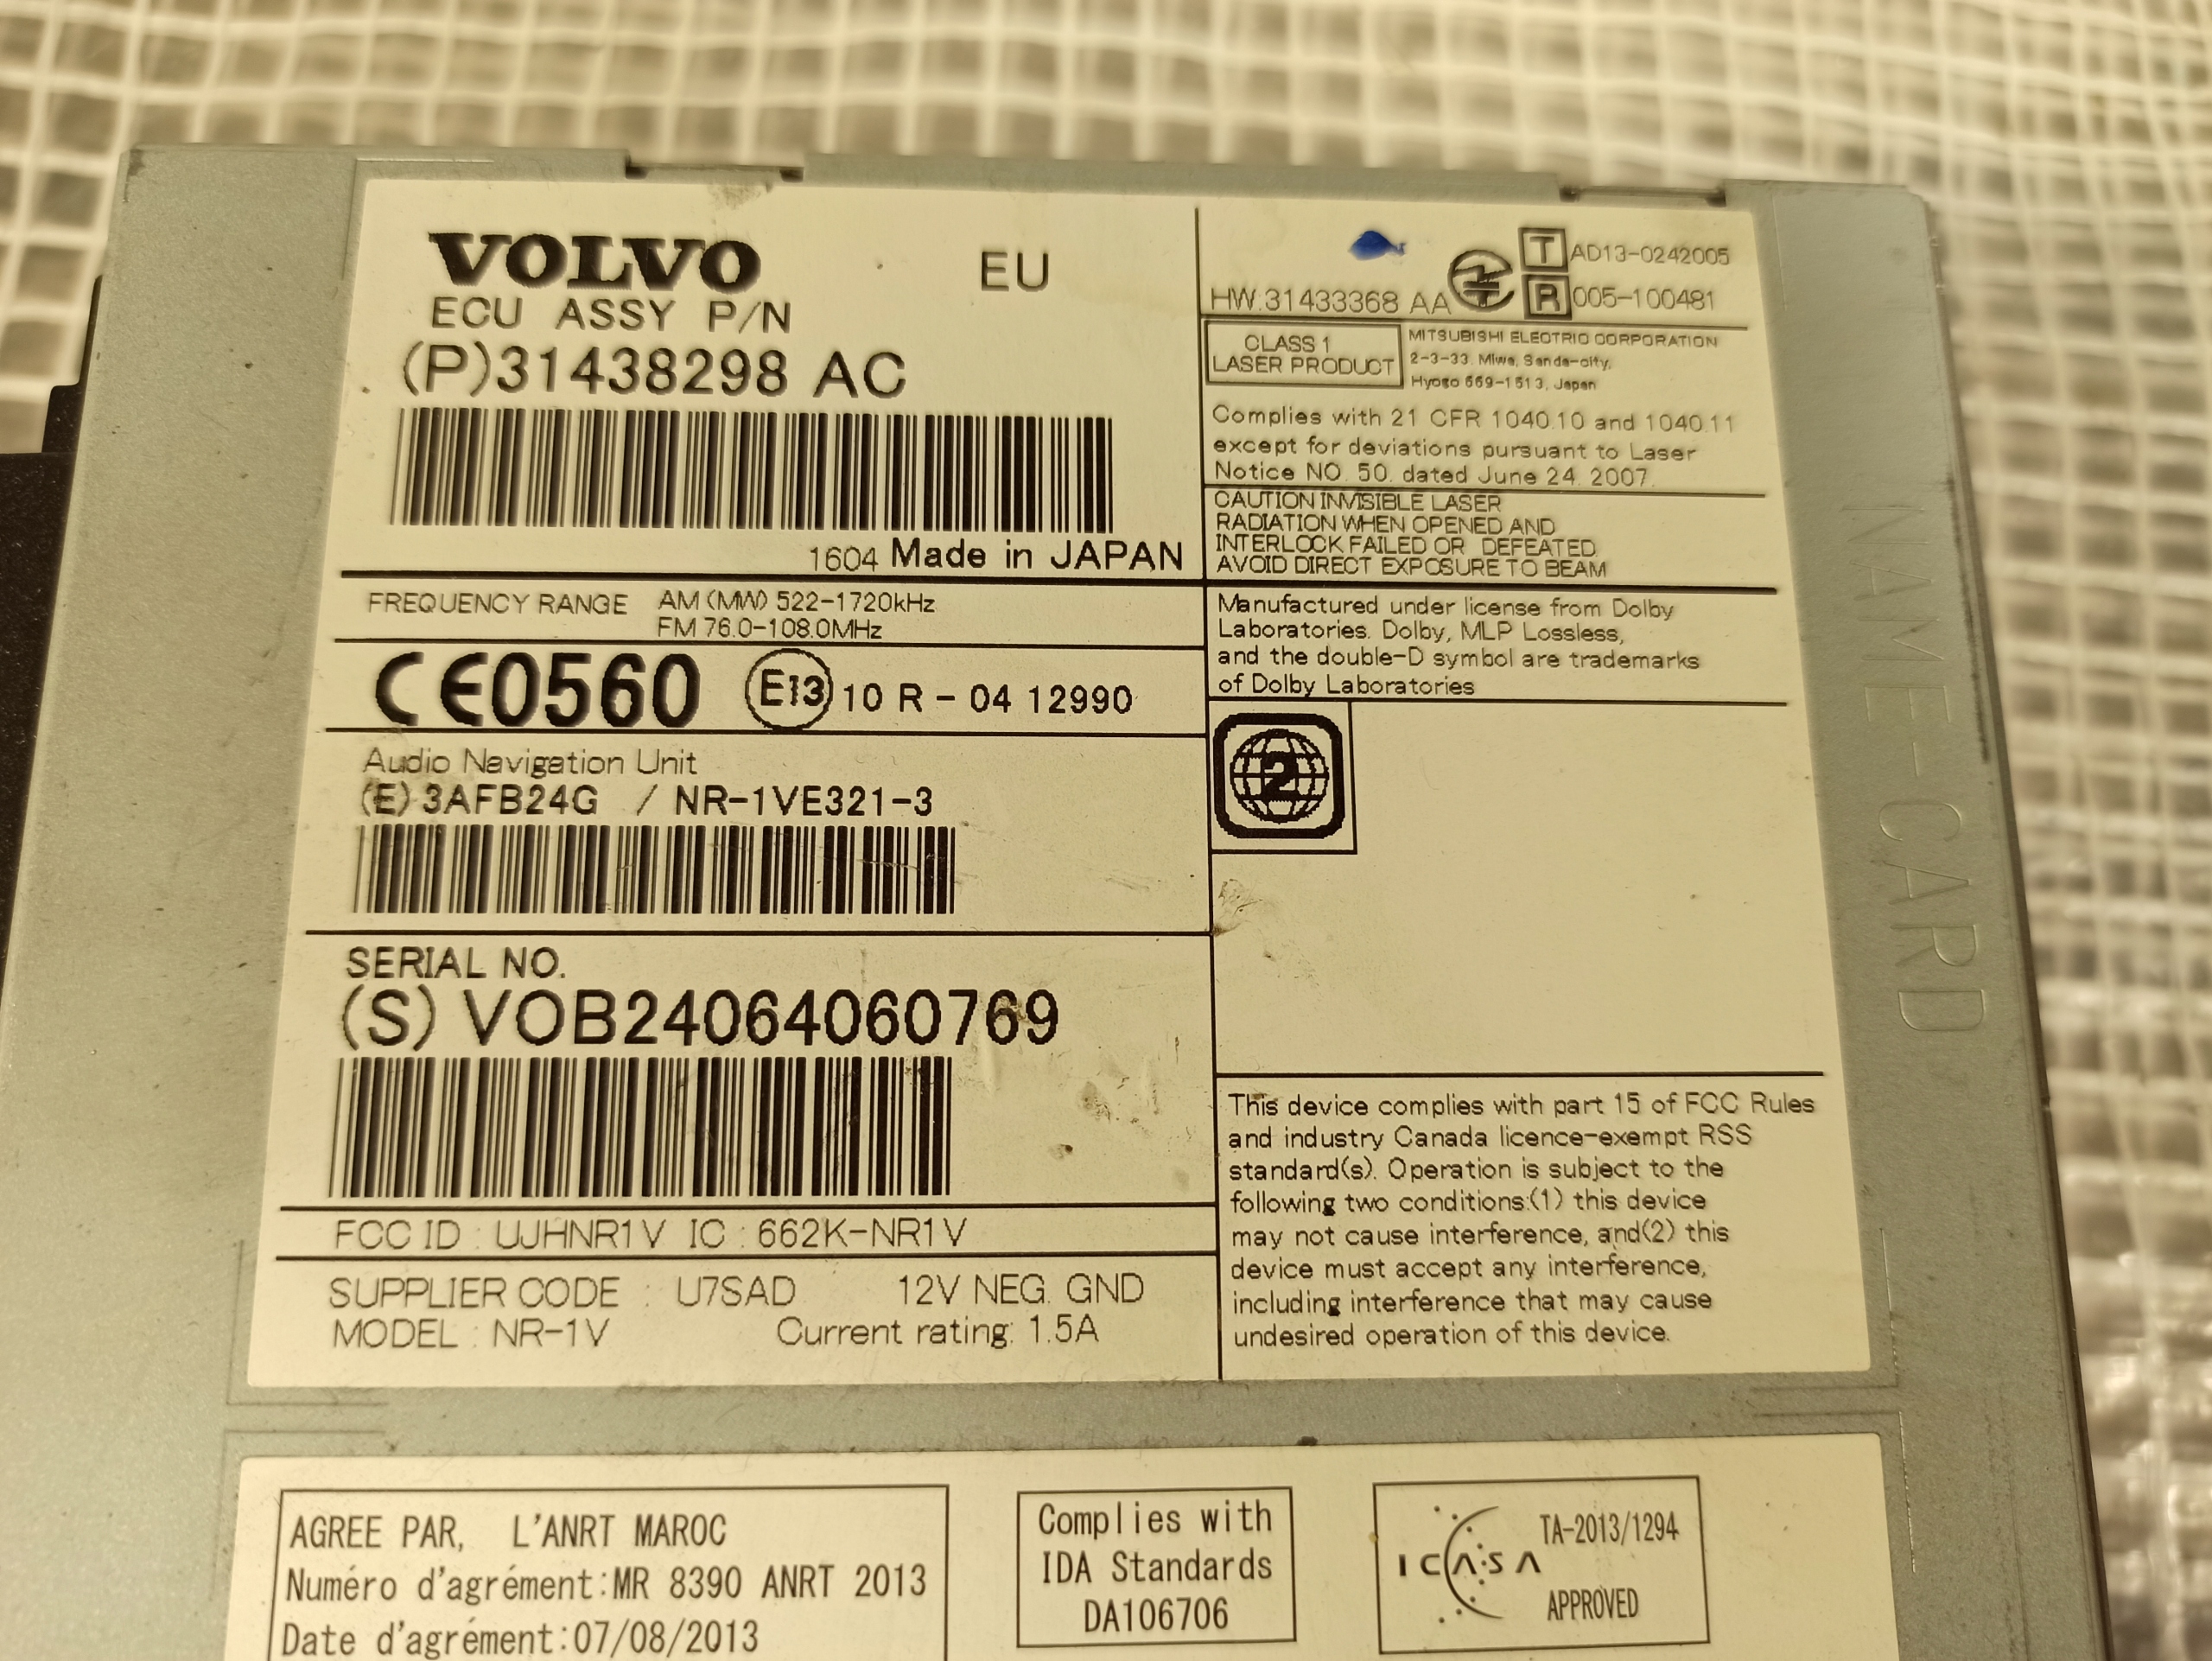 VOLVO EU
ECU ASSY P/N
(P)31438298 AC
1604 Made in JAPAN
FREQUENCY RANGE AM (MW) 522-1720kHz
FM 76.0-108.0MHz
CE0560 E13 10 R - 04 12990
Audio Navigation Unit
(E) 3AFB24G / NR-1VE321-3
SERIAL NO.
(S) VOB24064060769
FCC ID : UJHNR1V IC : 662K-NR1V
SUPPLIER CODE : U7SAD 12V NEG. GND
MODEL : NR-1V Current rating: 1.5A
T AD13-0242005
HW.31433368 AA R 005-100481
CLASS 1
LASER PRODUCT
MITSUBISHI ELECTRIC CORPORATION
2-3-33, Miwa, Sanda-city,
Hyogo 669-1513, Japan
Complies with 21 CFR 1040.10 and 1040.11
except for deviations pursuant to Laser
Notice NO. 50. dated June 24. 2007.
CAUTION INVISIBLE LASER
RADIATION WHEN OPENED AND
INTERLOCK FAILED OR DEFEATED.
AVOID DIRECT EXPOSURE TO BEAM
Manufactured under license from Dolby
Laboratories. Dolby, MLP Lossless,
and the double-D symbol are trademarks
of Dolby Laboratories
2
This device complies with part 15 of FCC Rules
and industry Canada licence-exempt RSS
standard(s). Operation is subject to the
following two conditions:(1) this device
may not cause interference, and(2) this
device must accept any interference,
including interference that may cause
undesired operation of this device.
NAME-CARD
AGREE PAR, L'ANRT MAROC
Numéro d'agrément:MR 8390 ANRT 2013
Date d'agrément:07/08/2013
Complies with
IDA Standards
DA106706
TA-2013/1294
ICASA
APPROVED